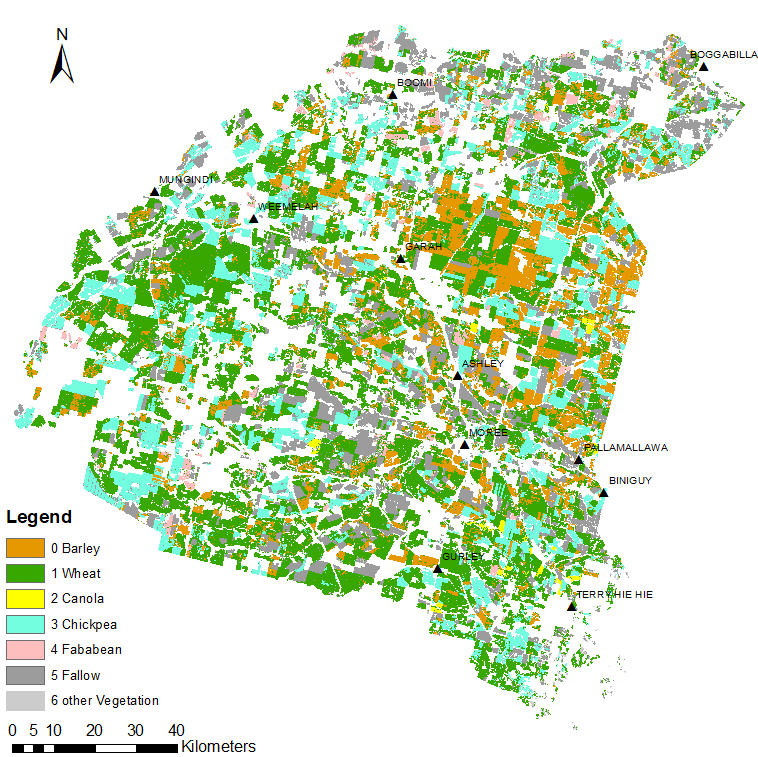 N
BOGGABILLA
BOOMI
MUNGINDI
WEEMELAH
GARAH
ASHLEY
MOREE
PALLAMALLAWA
BINIGUY
GURLEY
TERRY HIE HIE
Legend
0 Barley
1 Wheat
2 Canola
3 Chickpea
4 Fababean
5 Fallow
6 other Vegetation
0 5 10 20 30 40
Kilometers